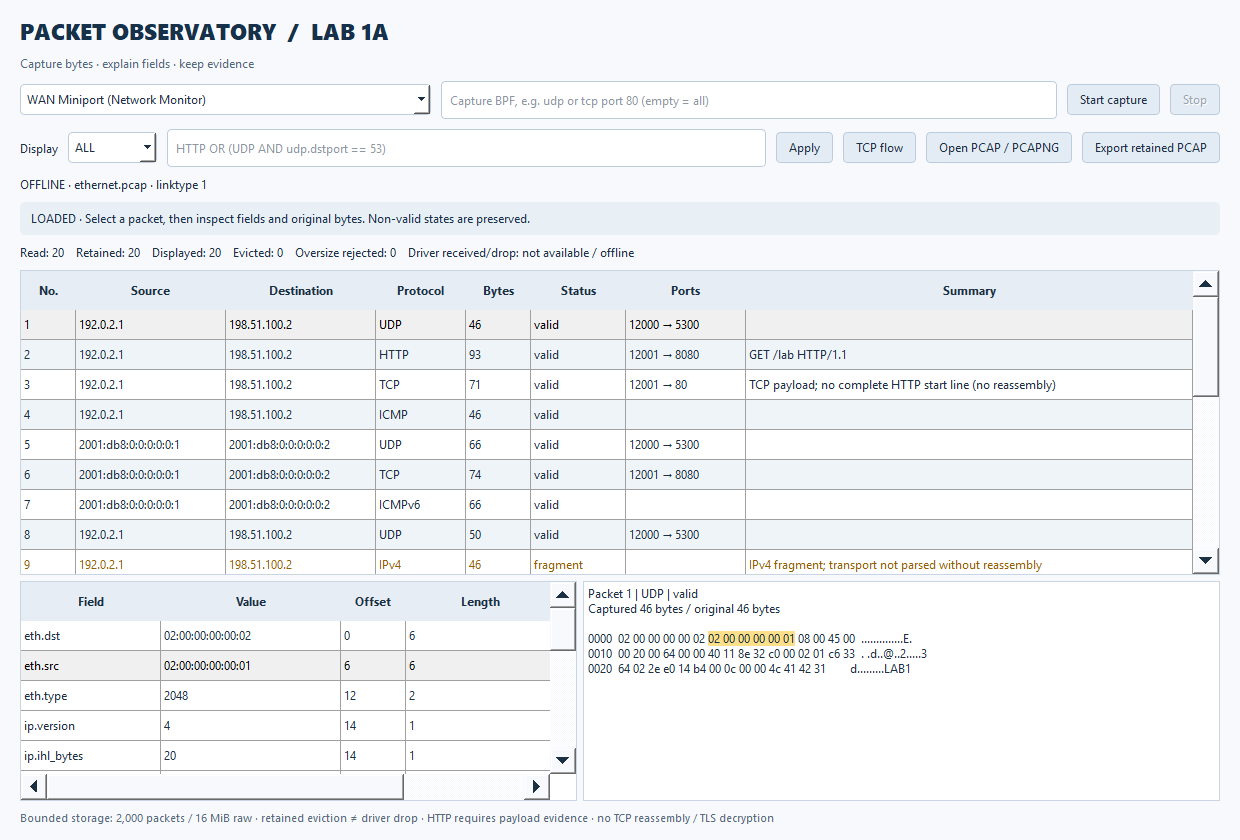 PACKET OBSERVATORY / LAB 1A
Capture bytes · explain fields · keep evidence
WAN Miniport (Network Monitor) Capture BPF, e.g. udp or tcp port 80 (empty = all) Start capture Stop
Display ALL HTTP OR (UDP AND udp.dstport == 53) Apply TCP flow Open PCAP / PCAPNG Export retained PCAP
OFFLINE · ethernet.pcap · linktype 1
LOADED · Select a packet, then inspect fields and original bytes. Non-valid states are preserved.
Read: 20 Retained: 20 Displayed: 20 Evicted: 0 Oversize rejected: 0 Driver received/drop: not available / offline
No. Source Destination Protocol Bytes Status Ports Summary
1 192.0.2.1 198.51.100.2 UDP 46 valid 12000 → 5300
2 192.0.2.1 198.51.100.2 HTTP 93 valid 12001 → 8080 GET /lab HTTP/1.1
3 192.0.2.1 198.51.100.2 TCP 71 valid 12001 → 80 TCP payload; no complete HTTP start line (no reassembly)
4 192.0.2.1 198.51.100.2 ICMP 46 valid
5 2001:db8:0:0:0:0:0:1 2001:db8:0:0:0:0:0:2 UDP 66 valid 12000 → 5300
6 2001:db8:0:0:0:0:0:1 2001:db8:0:0:0:0:0:2 TCP 74 valid 12001 → 8080
7 2001:db8:0:0:0:0:0:1 2001:db8:0:0:0:0:0:2 ICMPv6 66 valid
8 192.0.2.1 198.51.100.2 UDP 50 valid 12000 → 5300
9 192.0.2.1 198.51.100.2 IPv4 46 fragment IPv4 fragment; transport not parsed without reassembly
Field Value Offset Length
eth.dst 02:00:00:00:00:02 0 6
eth.src 02:00:00:00:00:01 6 6
eth.type 2048 12 2
ip.version 4 14 1
ip.ihl_bytes 20 14 1
Packet 1 | UDP | valid
Captured 46 bytes / original 46 bytes
0000 02 00 00 00 00 02 02 00 00 00 00 01 08 00 45 00 ..............E.
0010 00 20 00 64 00 00 40 11 8e 32 c0 00 02 01 c6 33 . .d..@..2.....3
0020 64 02 2e e0 14 b4 00 0c 00 00 4c 41 42 31 d.........LAB1
Bounded storage: 2,000 packets / 16 MiB raw · retained eviction ≠ driver drop · HTTP requires payload evidence · no TCP reassembly / TLS decryption